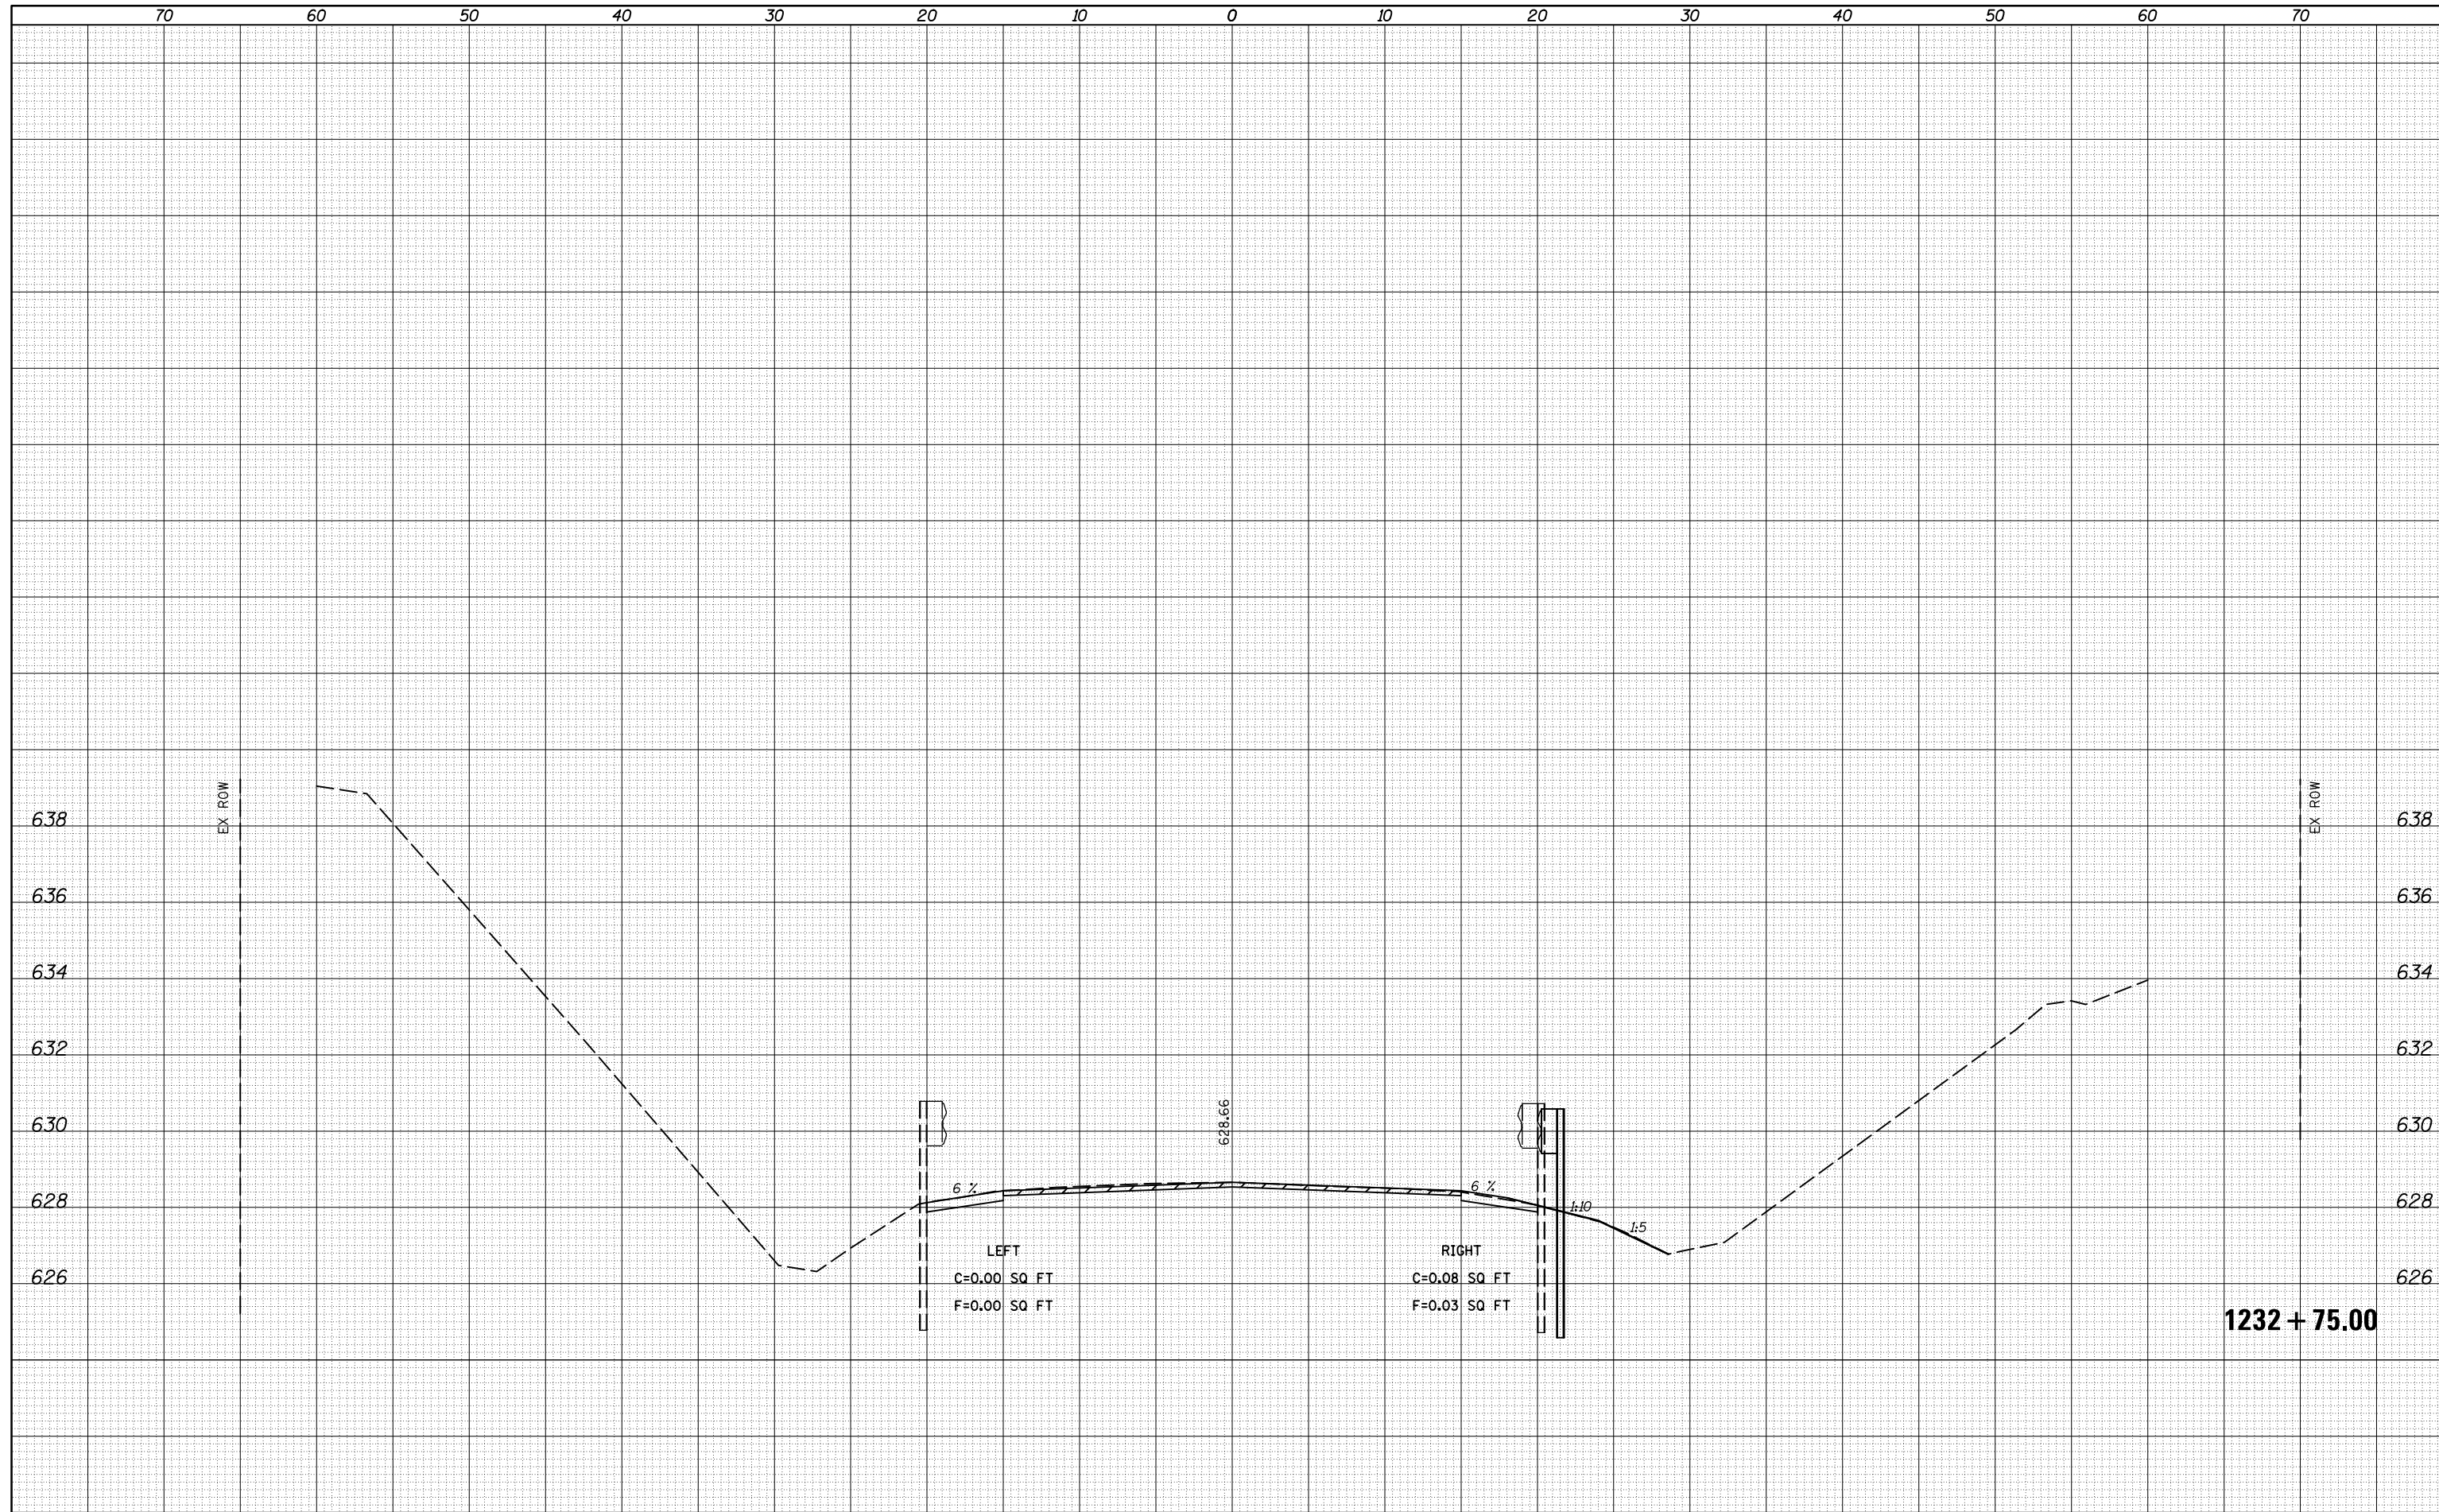 70 60 50 40 30 20 10 0 10 20 30 40 50 60 70
EX ROW
EX ROW
638 638
636 636
634 634
632 632
630 628.66 630
628 6 % 6 % 1:10 628
1:5
LEFT RIGHT
626 C=0.00 SQ FT C=0.08 SQ FT 626
F=0.00 SQ FT F=0.03 SQ FT
1232 + 75.00